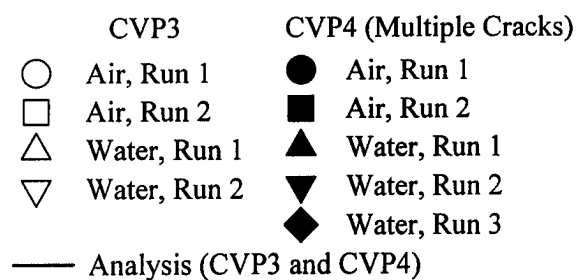 CVP3 CVP4 (Multiple Cracks)
Air, Run 1 Air, Run 1
Air, Run 2 Air, Run 2
Water, Run 1 Water, Run 1
Water, Run 2 Water, Run 2
Water, Run 3
Analysis (CVP3 and CVP4)